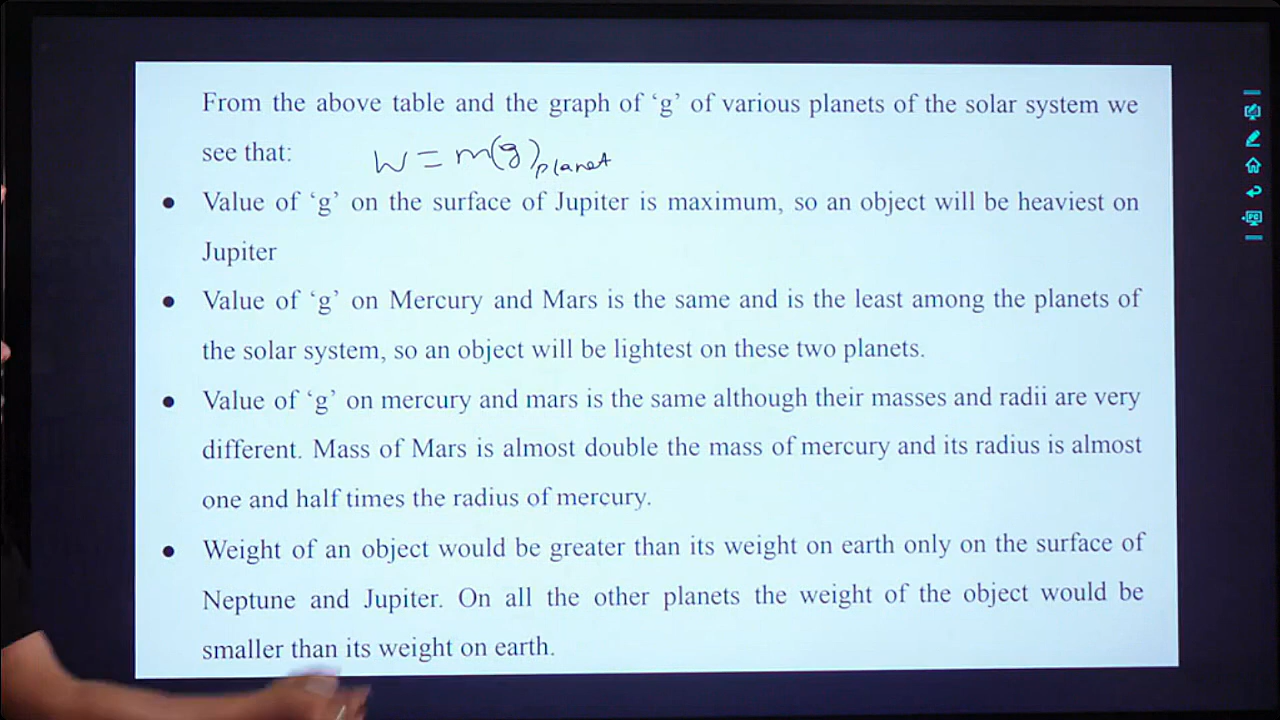 From the above table and the graph of ‘g’ of various planets of the solar system we
see that:
W = m(g)planet
● Value of ‘g’ on the surface of Jupiter is maximum, so an object will be heaviest on
Jupiter
● Value of ‘g’ on Mercury and Mars is the same and is the least among the planets of
the solar system, so an object will be lightest on these two planets.
● Value of ‘g’ on mercury and mars is the same although their masses and radii are very
different. Mass of Mars is almost double the mass of mercury and its radius is almost
one and half times the radius of mercury.
● Weight of an object would be greater than its weight on earth only on the surface of
Neptune and Jupiter. On all the other planets the weight of the object would be
smaller than its weight on earth.
PC